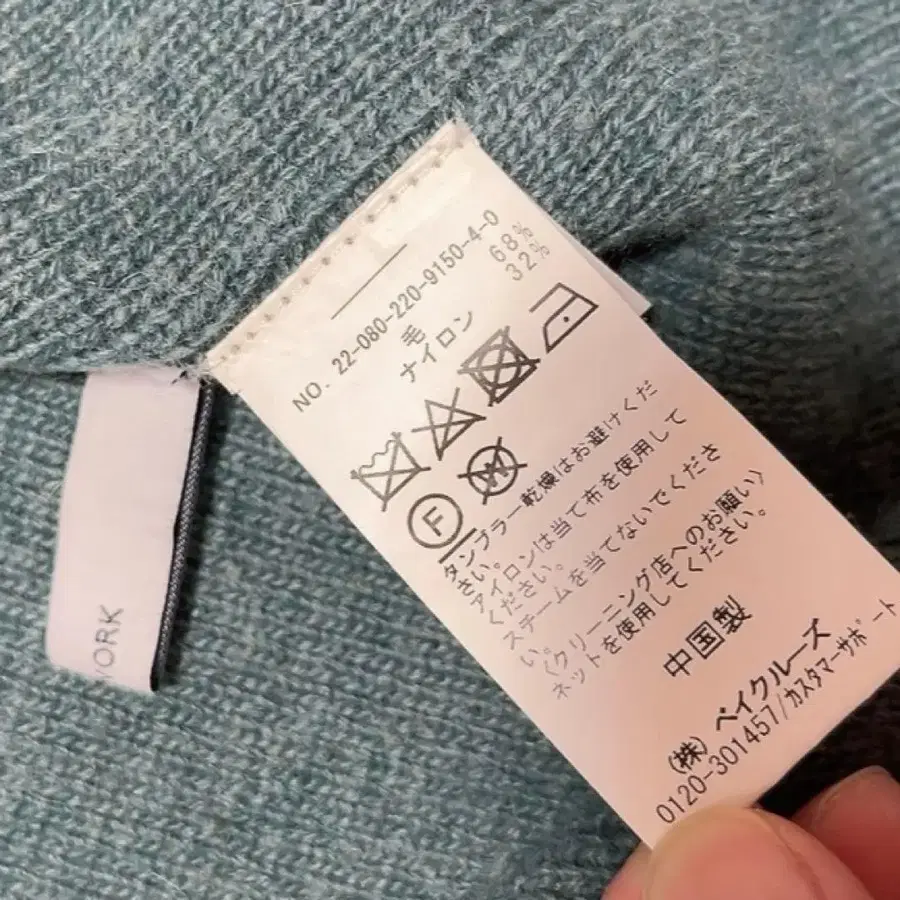 NO. 22-080-220-9150-4-0
毛 68%
ナイロン 32%
F
W
タンブラー乾燥はお避けくだ
さい。
アイロンは当て布を使用して
ください。
スチームを当てないでくださ
い。
〈クリーニング店へのお願い〉
ネットを使用してください。
中国製
(株) ベイクルーズ
0120-301457/カスタマーサポート
YORK